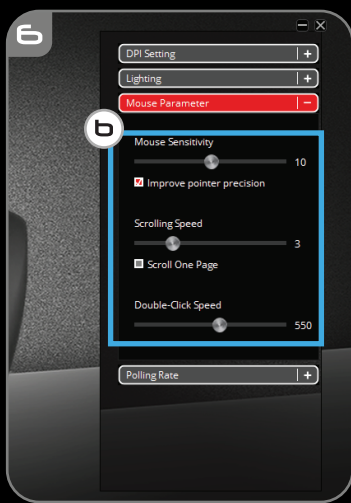 6
DPI Setting
Lighting
Mouse Parameter
b
Mouse Sensitivity
10
Improve pointer precision
Scrolling Speed
3
Scroll One Page
Double-Click Speed
550
Polling Rate